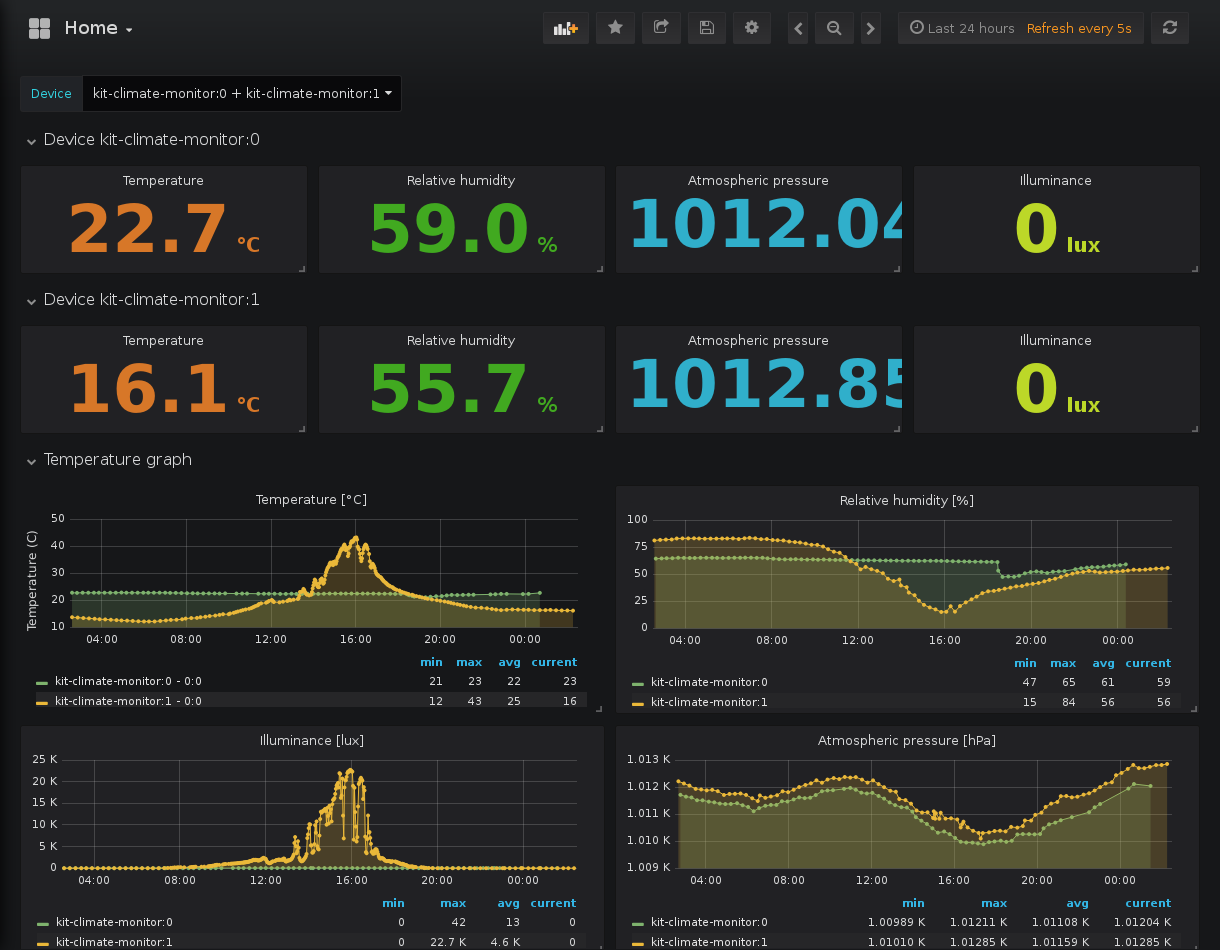 Home
Last 24 hours Refresh every 5s
Device kit-climate-monitor:0 + kit-climate-monitor:1
Device kit-climate-monitor:0
Temperature Relative humidity Atmospheric pressure Illuminance
22.7 °C 59.0 % 1012.04 0 lux
Device kit-climate-monitor:1
Temperature Relative humidity Atmospheric pressure Illuminance
16.1 °C 55.7 % 1012.85 0 lux
Temperature graph
Temperature [°C]
Temperature (C)
50
40
30
20
10
04:00 08:00 12:00 16:00 20:00 00:00
min max avg current
kit-climate-monitor:0 - 0:0 21 23 22 23
kit-climate-monitor:1 - 0:0 12 43 25 16
Relative humidity [%]
100
75
50
25
0
04:00 08:00 12:00 16:00 20:00 00:00
min max avg current
kit-climate-monitor:0 47 65 61 59
kit-climate-monitor:1 15 84 56 56
Illuminance [lux]
25 K
20 K
15 K
10 K
5 K
0
04:00 08:00 12:00 16:00 20:00 00:00
min max avg current
kit-climate-monitor:0 0 42 13 0
kit-climate-monitor:1 0 22.7 K 4.6 K 0
Atmospheric pressure [hPa]
1.013 K
1.012 K
1.011 K
1.010 K
1.009 K
04:00 08:00 12:00 16:00 20:00 00:00
min max avg current
kit-climate-monitor:0 1.00989 K 1.01211 K 1.01108 K 1.01204 K
kit-climate-monitor:1 1.01010 K 1.01285 K 1.01159 K 1.01285 K